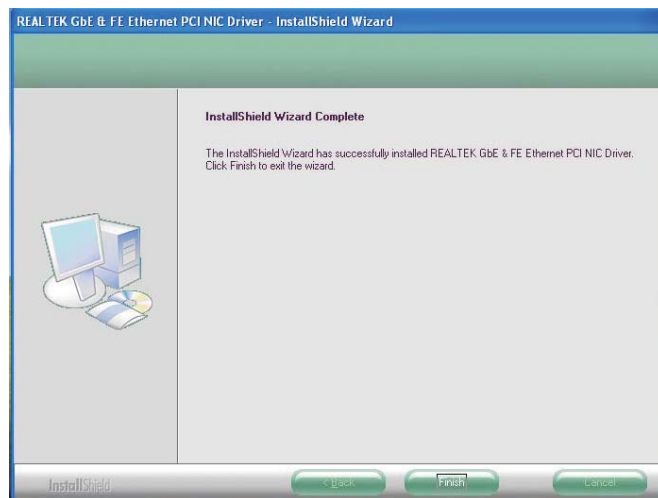 REALTEK GbE & FE Ethernet PCI NIC Driver - InstallShield Wizard
InstallShield Wizard Complete
The InstallShield Wizard has successfully installed REALTEK GbE & FE Ethernet PCI NIC Driver.
Click Finish to exit the wizard.
InstallShield
< Back
Finish
Cancel